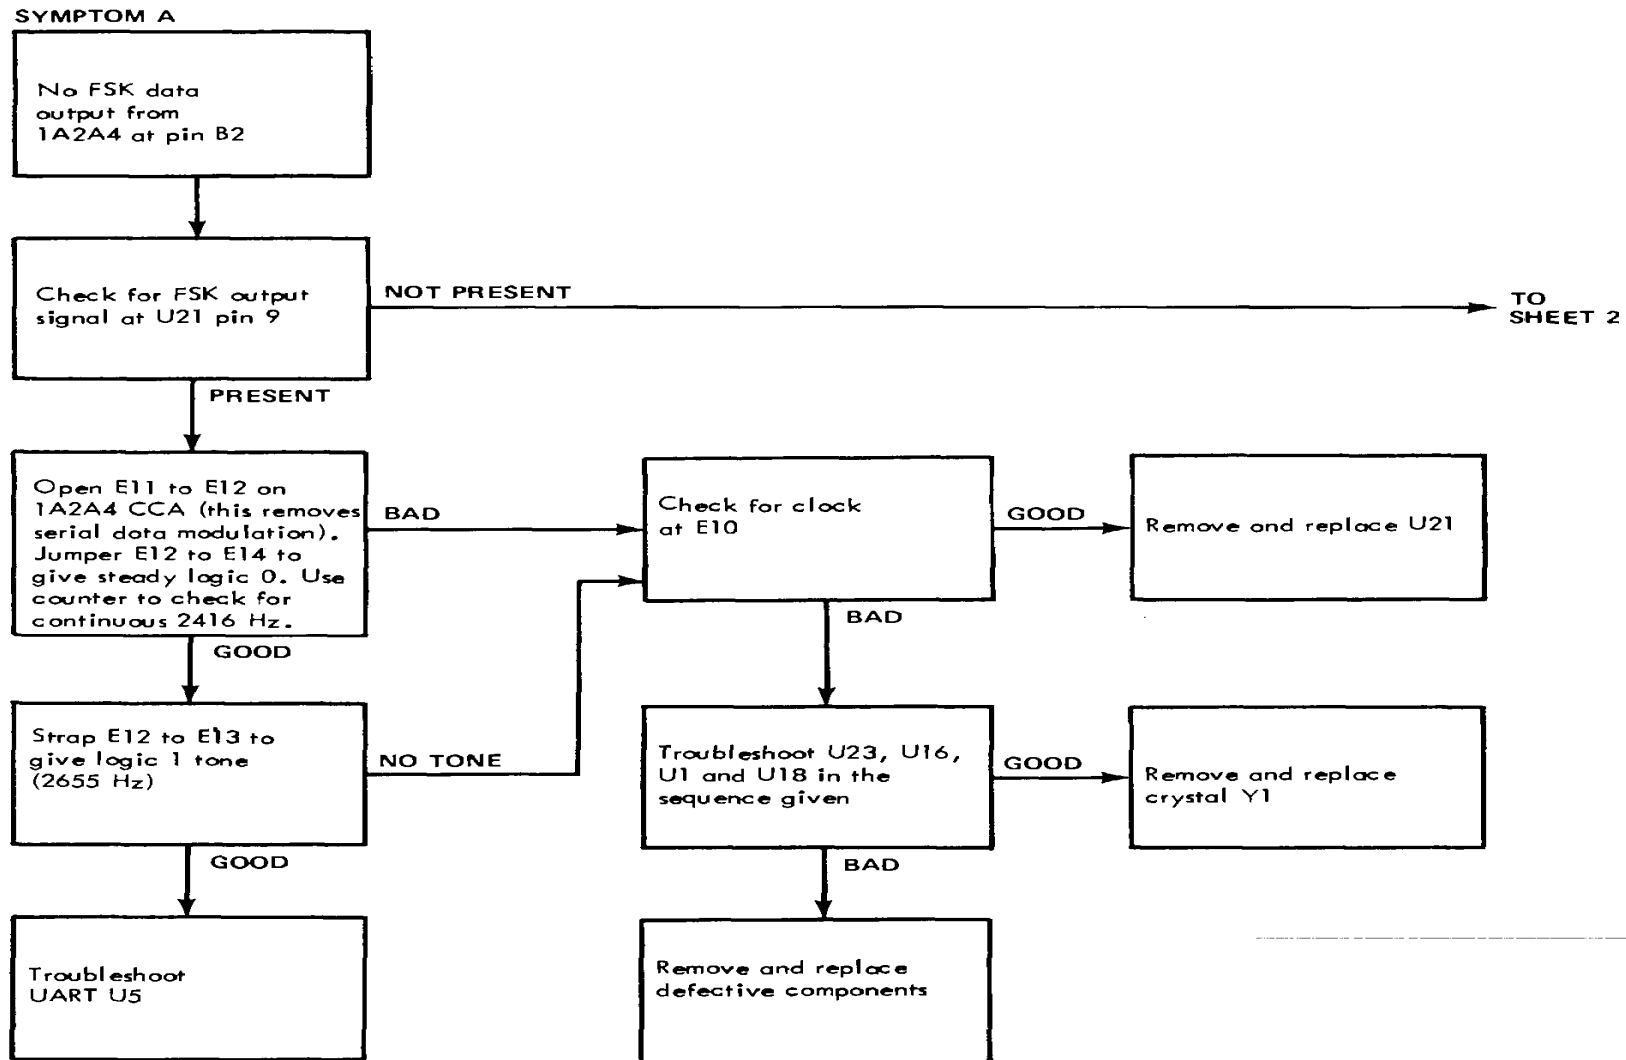 SYMPTOM A
No FSK data
output from
1A2A4 at pin B2
Check for FSK output
signal at U21 pin 9
NOT PRESENT
TO
SHEET 2
PRESENT
Open E11 to E12 on
1A2A4 CCA (this removes
serial data modulation).
Jumper E12 to E14 to
give steady logic 0. Use
counter to check for
continuous 2416 Hz.
BAD
Check for clock
at E10
GOOD
Remove and replace U21
BAD
GOOD
Strap E12 to E13 to
give logic 1 tone
(2655 Hz)
NO TONE
Troubleshoot U23, U16,
U1 and U18 in the
sequence given
GOOD
Remove and replace
crystal Y1
GOOD
BAD
Troubleshoot
UART U5
Remove and replace
defective components